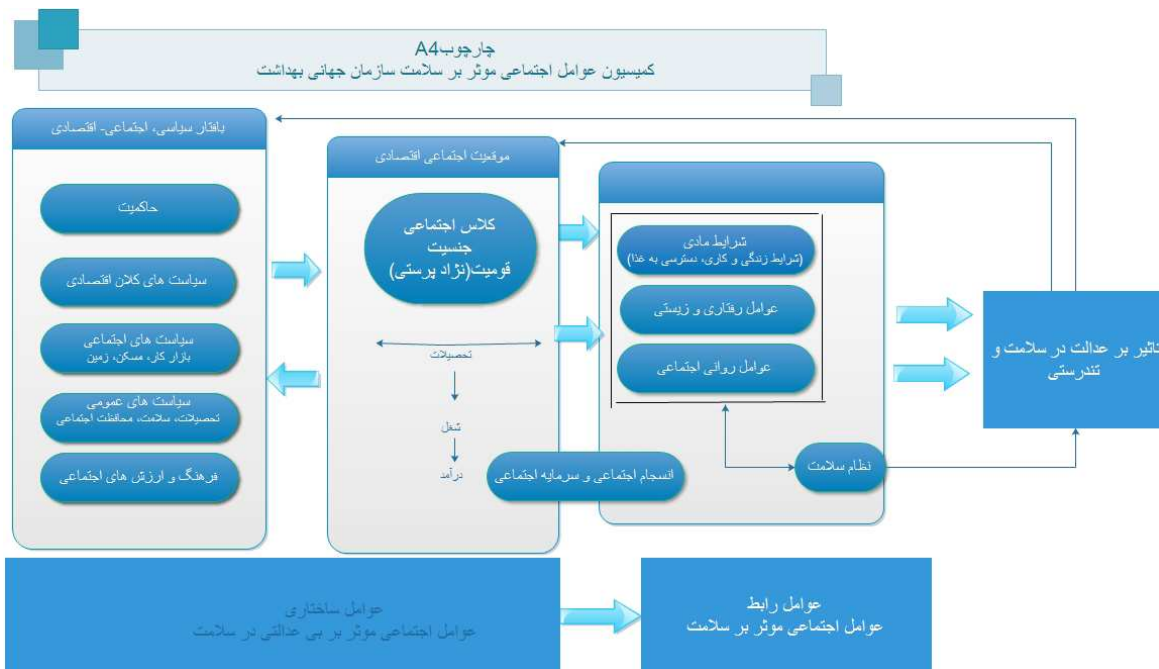 چارچوبA4
کمیسیون عوامل اجتماعی موثر بر سلامت سازمان جهانی بهداشت
بافتار سیاسی، اجتماعی- اقتصادی
حاکمیت
سیاست های کلان اقتصادی
سیاست های اجتماعی
بازار کار، مسکن، زمین
سیاست های عمومی
تحصیلات، سلامت، محافظت اجتماعی
فرهنگ و ارزش های اجتماعی
موقعیت اجتماعی اقتصادی
کلاس اجتماعی
جنسیت
قومیت(نژاد پرستی)
تحصیلات
شغل
درآمد
انسجام اجتماعی و سرمایه اجتماعی
شرایط مادی
(شرایط زندگی و کاری، دسترسی به غذا)
عوامل رفتاری و زیستی
عوامل روانی اجتماعی
نظام سلامت
تاثیر بر عدالت در سلامت و
تندرستی
عوامل ساختاری
عوامل اجتماعی موثر بر بی عدالتی در سلامت
عوامل رابط
عوامل اجتماعی موثر بر سلامت